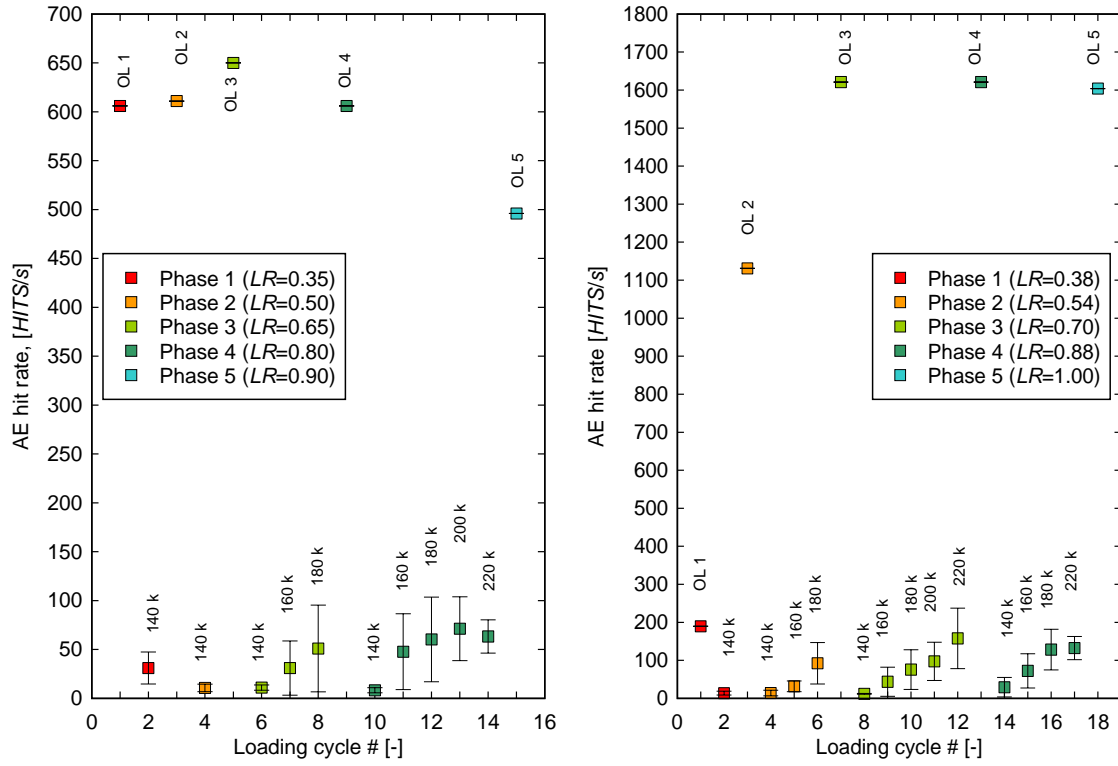 650
600
550
500
450
400
350
300
250
200
150
100
50
0
AE hit rate, [HITS/s]
OL 1
OL 2
OL 3
OL 4
OL 5
Phase 1 (LR=0.35)
Phase 2 (LR=0.50)
Phase 3 (LR=0.65)
Phase 4 (LR=0.80)
Phase 5 (LR=0.90)
140 k
140 k
140 k
160 k
180 k
140 k
160 k
180 k
200 k
220 k
0 2 4 6 8 10 12 14 16
Loading cycle # [-]
1800
1700
1600
1500
1400
1300
1200
1100
1000
900
800
700
600
500
400
300
200
100
0
AE hit rate [HITS/s]
OL 1
OL 2
OL 3
OL 4
OL 5
Phase 1 (LR=0.38)
Phase 2 (LR=0.54)
Phase 3 (LR=0.70)
Phase 4 (LR=0.88)
Phase 5 (LR=1.00)
140 k
140 k
160 k
180 k
140 k
160 k
180 k
200 k
220 k
140 k
160 k
180 k
220 k
0 2 4 6 8 10 12 14 16 18
Loading cycle # [-]